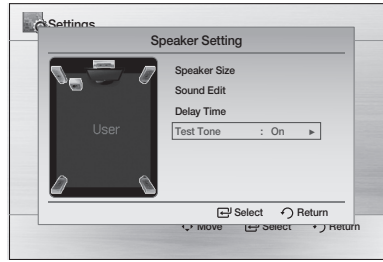 Settings
Speaker Setting
Speaker Size
Sound Edit
Delay Time
Test Tone : On ►
User
Select Return
Move Select Return